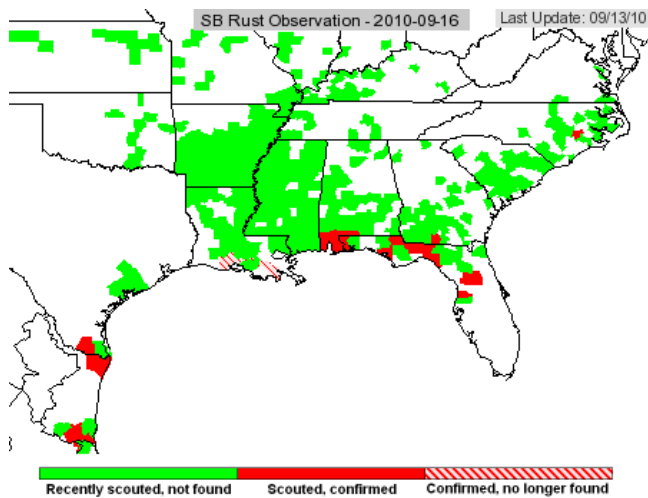 SB Rust Observation - 2010-09-16
Last Update: 09/13/10
Recently scouted, not found
Scouted, confirmed
Confirmed, no longer found